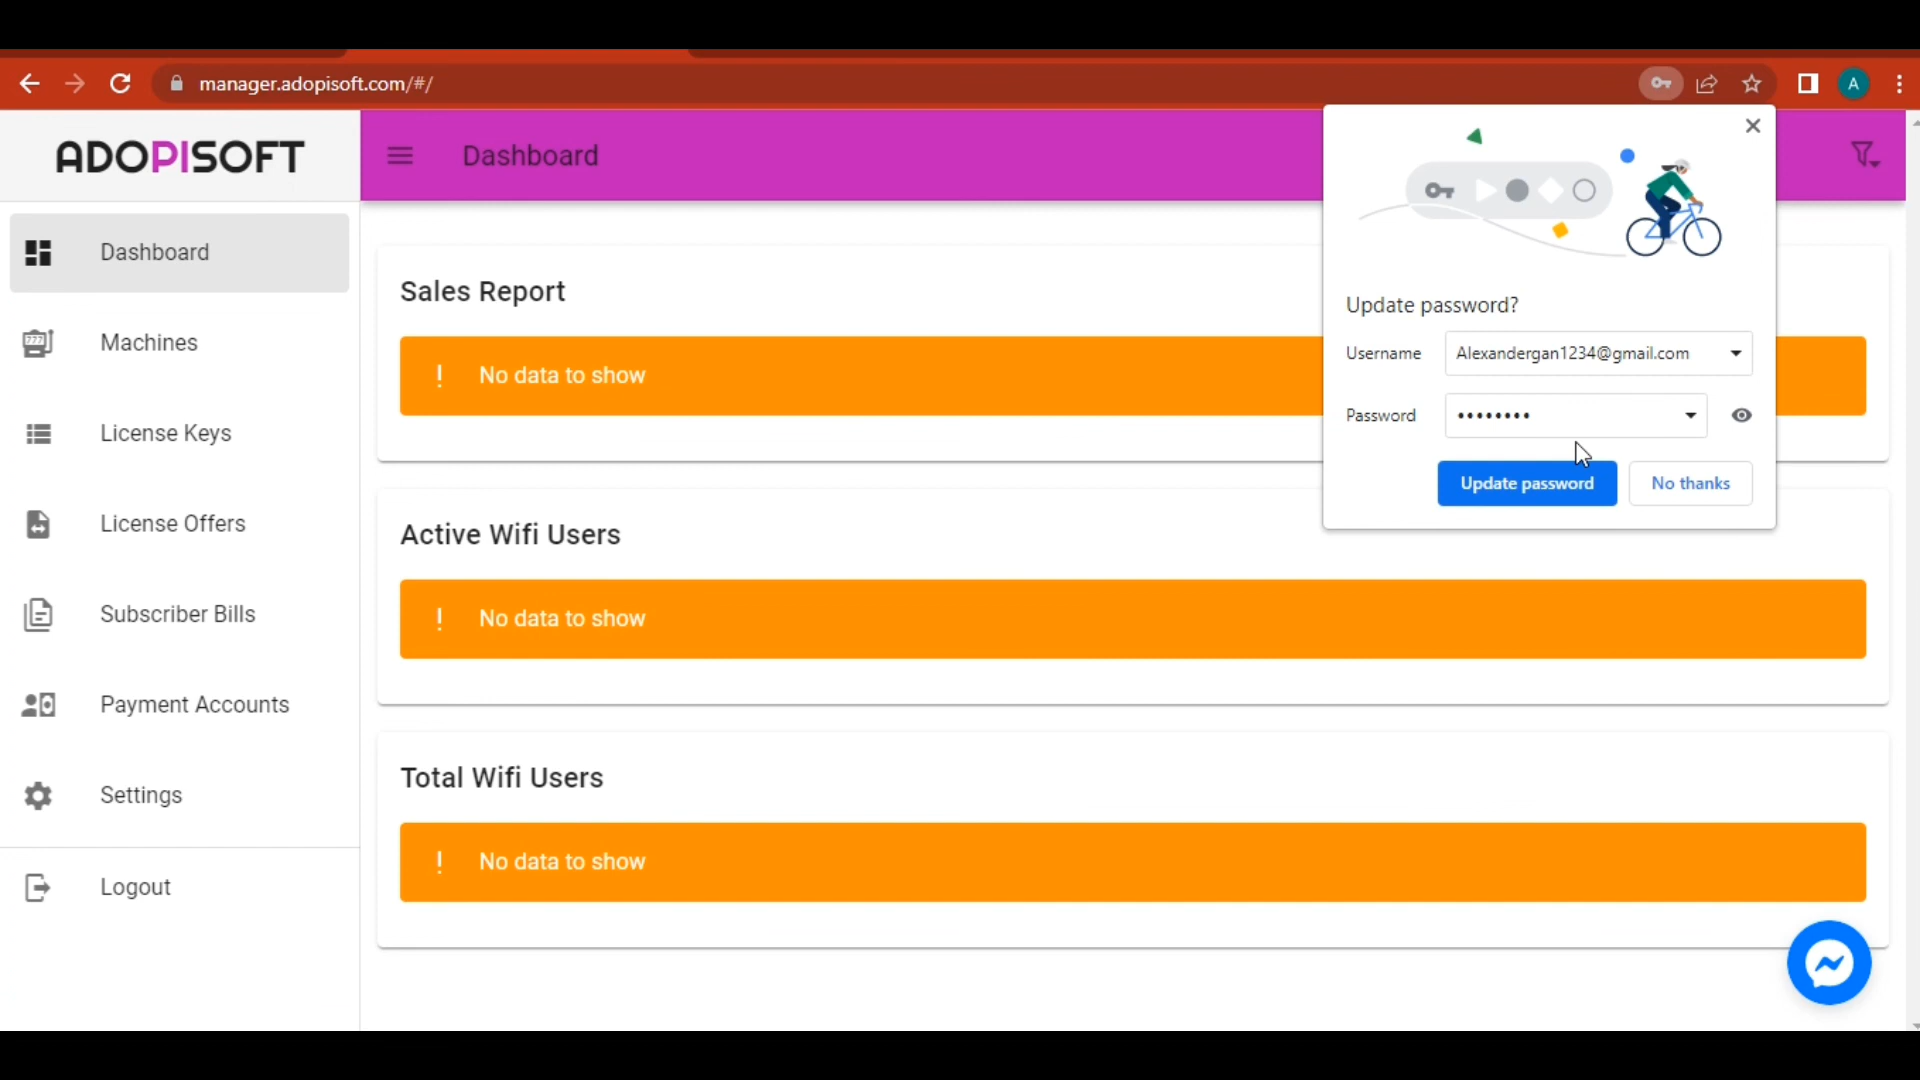 manager.adopisoft.com/#/
A
ADOPISOFT
Dashboard
Dashboard
Machines
License Keys
License Offers
Subscriber Bills
Payment Accounts
Settings
Logout
Sales Report
! No data to show
Active Wifi Users
! No data to show
Total Wifi Users
! No data to show
Update password?
Username Alexandergan1234@gmail.com
Password ••••••••
Update password No thanks